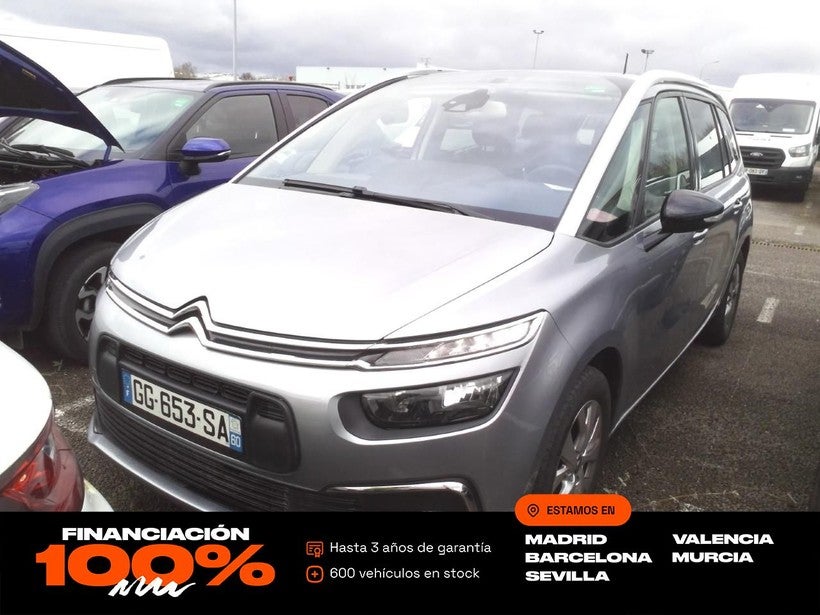 GG-653-SA
60
FINANCIACIÓN
100%
Hasta 3 años de garantía
600 vehículos en stock
ESTAMOS EN
MADRID
BARCELONA
SEVILLA
VALENCIA
MURCIA